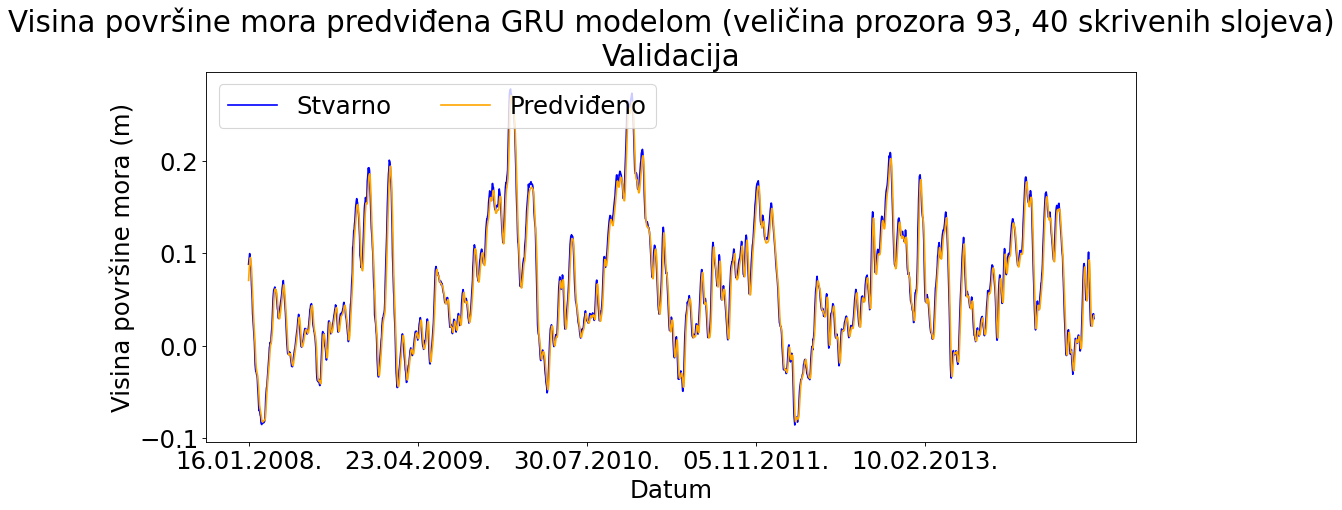 Visina površine mora predviđena GRU modelom (veličina prozora 93, 40 skrivenih slojeva)
Validacija
Stvarno Predviđeno
Visina površine mora (m)
0.2
0.1
0.0
−0.1
16.01.2008. 23.04.2009. 30.07.2010. 05.11.2011. 10.02.2013.
Datum